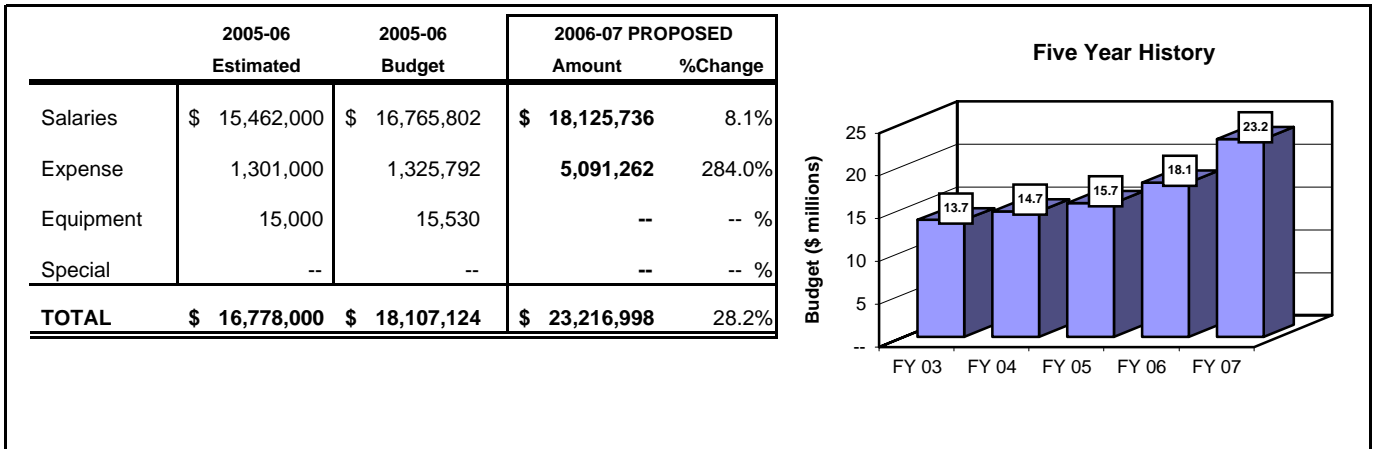 2005-06 2005-06 2006-07 PROPOSED
Estimated Budget Amount %Change
Salaries $ 15,462,000 $ 16,765,802 $ 18,125,736 8.1%
Expense 1,301,000 1,325,792 5,091,262 284.0%
Equipment 15,000 15,530 -- -- %
Special -- -- -- -- %
TOTAL $ 16,778,000 $ 18,107,124 $ 23,216,998 28.2%
Five Year History
Budget ($ millions)
25
20
15
10
5
--
13.7
14.7
15.7
18.1
23.2
FY 03 FY 04 FY 05 FY 06 FY 07